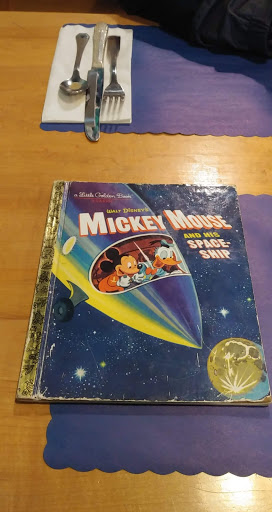 a Little Golden Book
WALT DISNEY'S
MICKEY MOUSE
AND HIS
SPACE-
SHIP